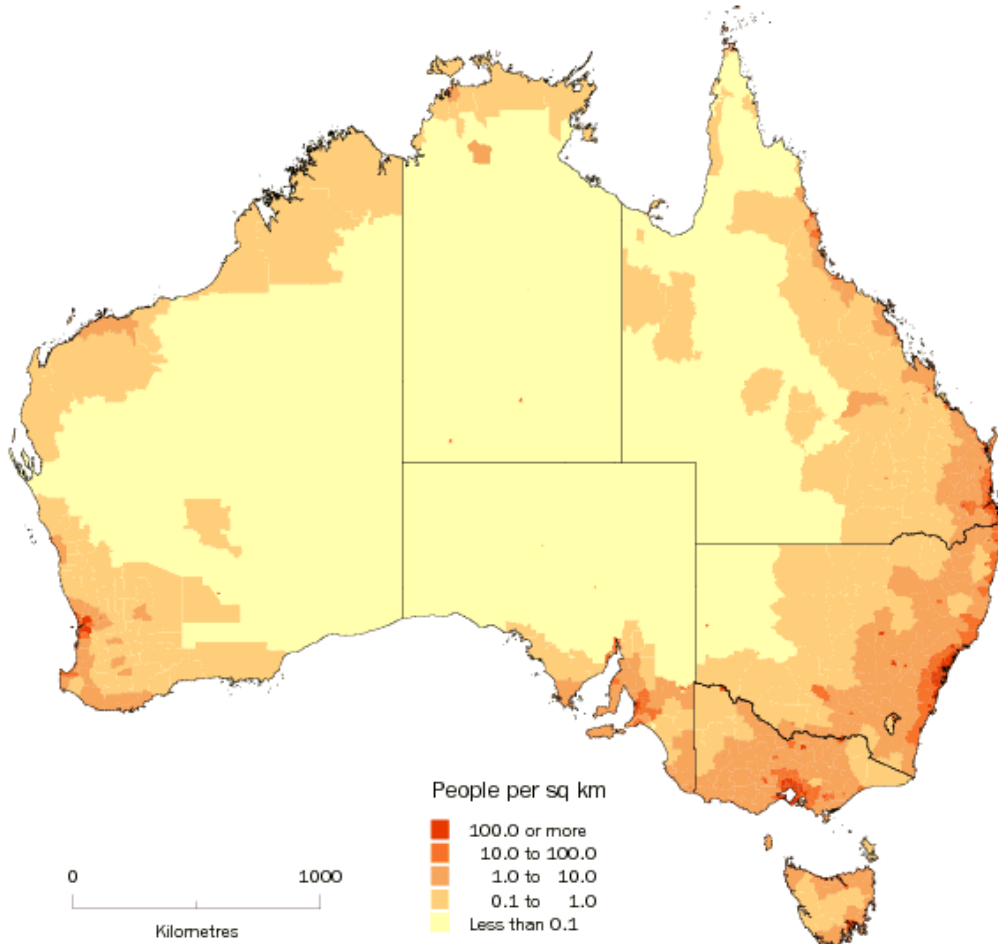 People per sq km
100.0 or more
10.0 to 100.0
1.0 to 10.0
0.1 to 1.0
Less than 0.1
0 1000
Kilometres